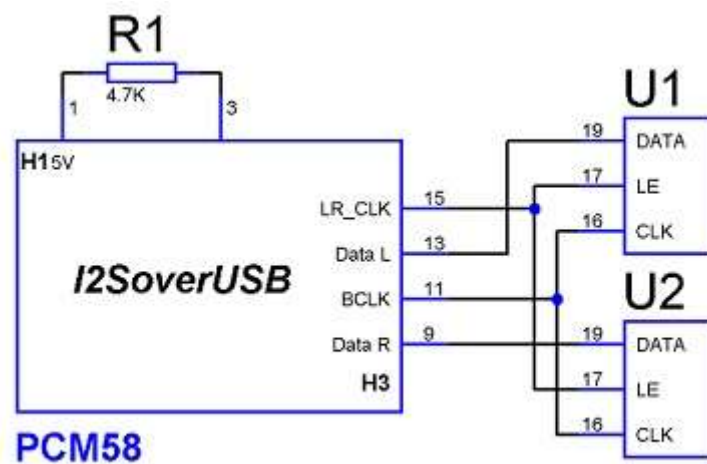 R1
4.7K
1
3
H1 5V
I2SoverUSB
LR_CLK
15
Data L
13
BCLK
11
Data R
9
H3
PCM58
U1
19
DATA
17
LE
16
CLK
U2
19
DATA
17
LE
16
CLK